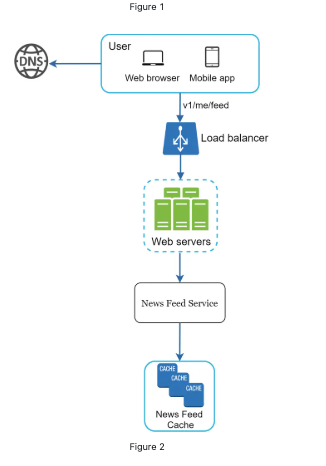 Figure 1
User
DNS
Web browser
Mobile app
v1/me/feed
Load balancer
Web servers
News Feed Service
CACHE
CACHE
CACHE
News Feed
Cache
Figure 2